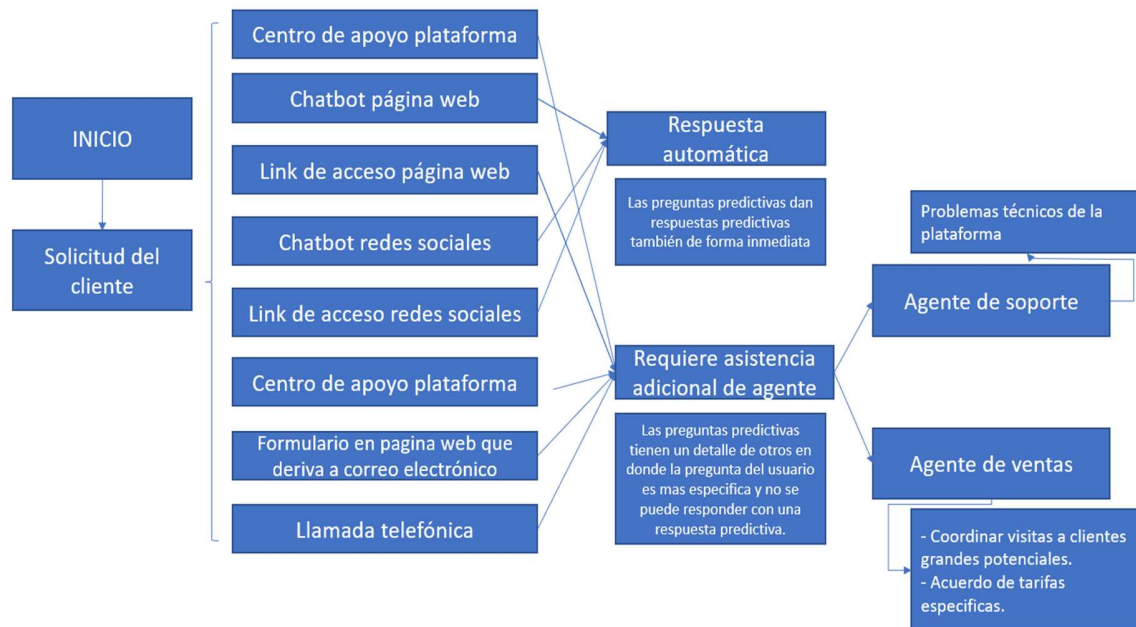 INICIO
Solicitud del
cliente
Centro de apoyo plataforma
Chatbot página web
Link de acceso página web
Chatbot redes sociales
Link de acceso redes sociales
Centro de apoyo plataforma
Formulario en pagina web que
deriva a correo electrónico
Llamada telefónica
Respuesta
automática
Las preguntas predictivas dan
respuestas predictivas
también de forma inmediata
Requiere asistencia
adicional de agente
Las preguntas predictivas
tienen un detalle de otros en
donde la pregunta del usuario
es mas especifica y no se
puede responder con una
respuesta predictiva.
Problemas técnicos de la
plataforma
Agente de soporte
Agente de ventas
- Coordinar visitas a clientes
grandes potenciales.
- Acuerdo de tarifas
especificas.